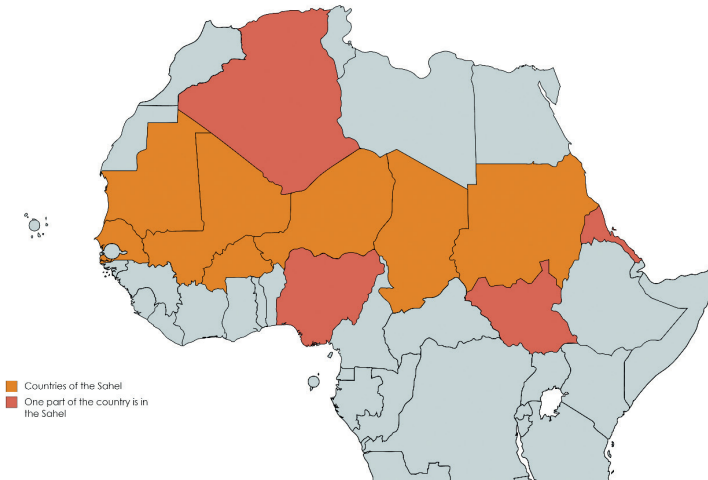 Countries of the Sahel
One part of the country is in
the Sahel